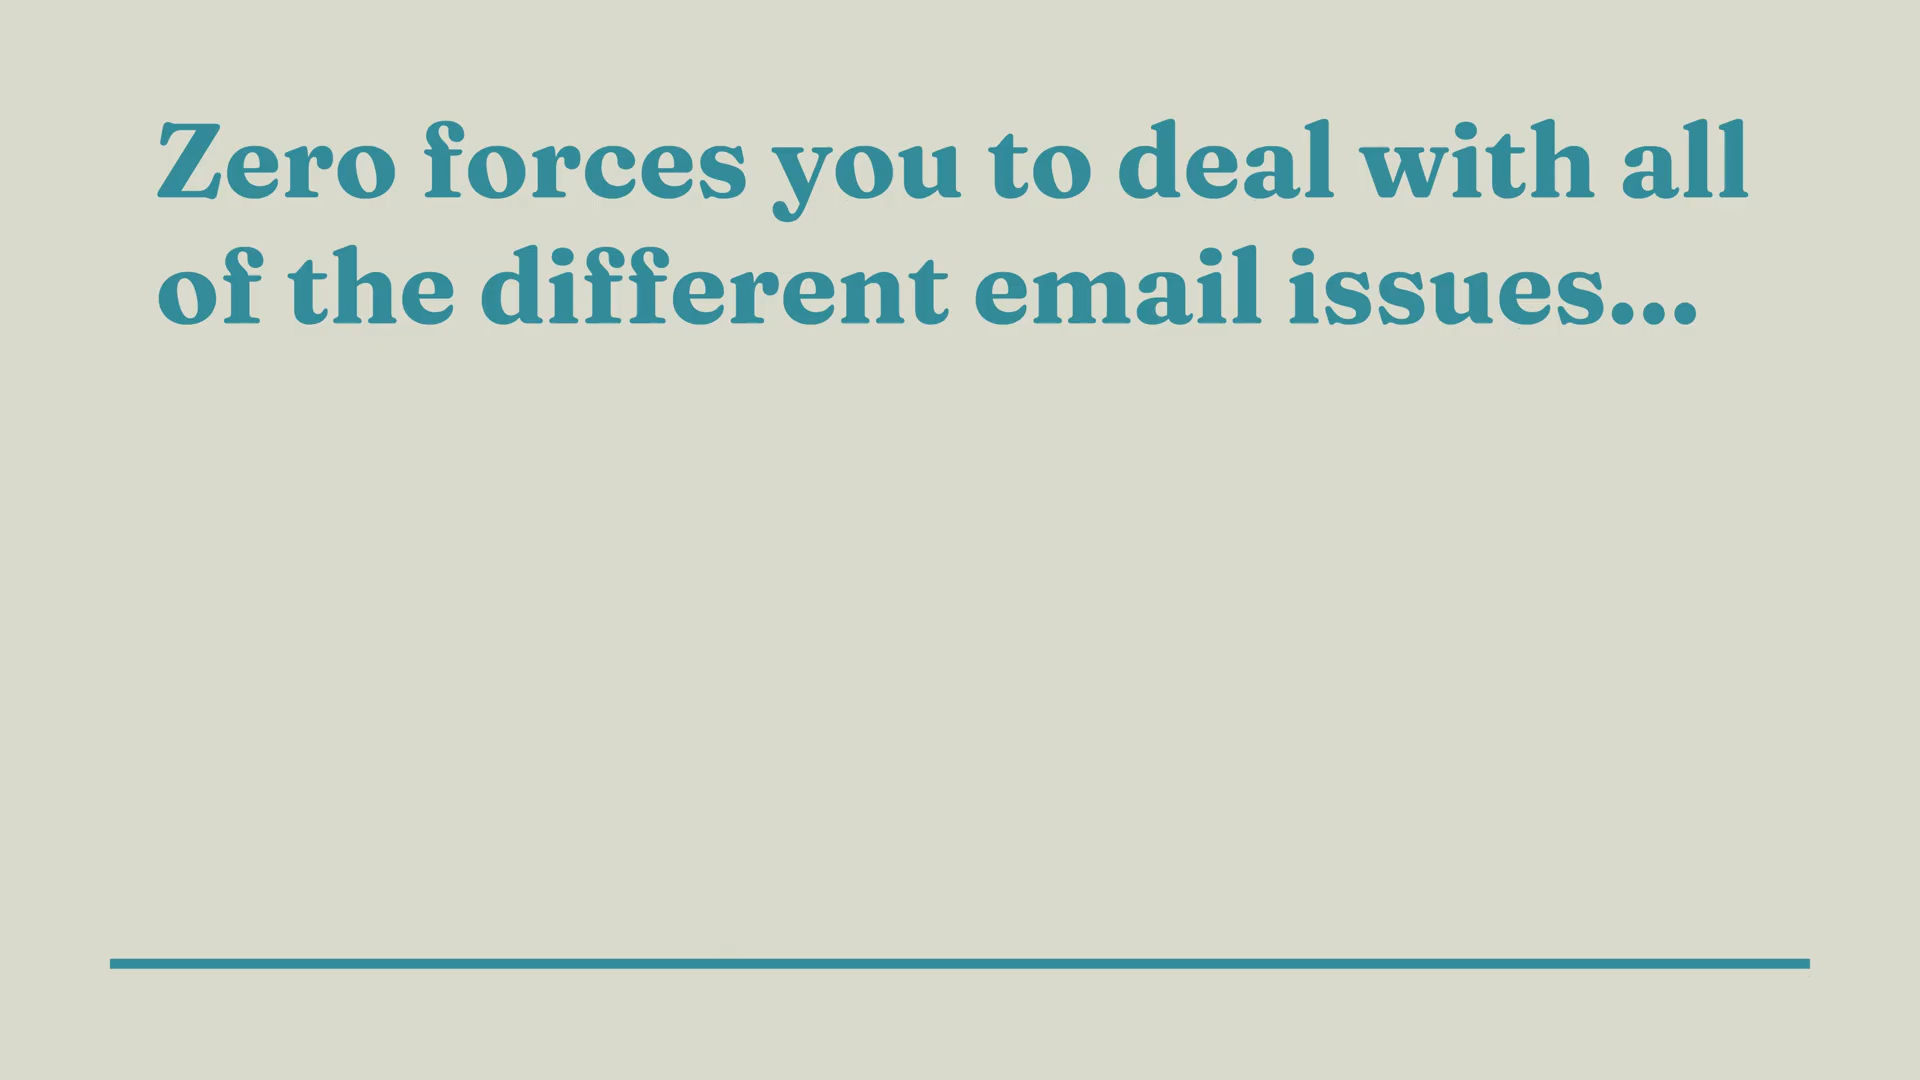 Zero forces you to deal with all
of the different email issues...